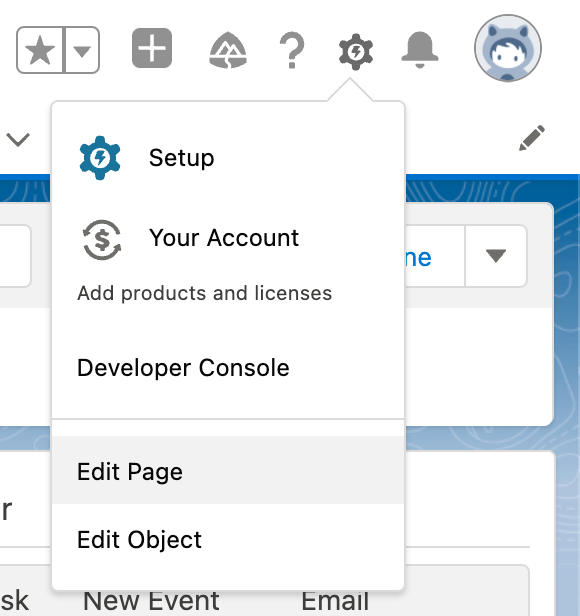 Setup
Your Account
ne
Add products and licenses
Developer Console
Edit Page
r
Edit Object
sk New Event Email